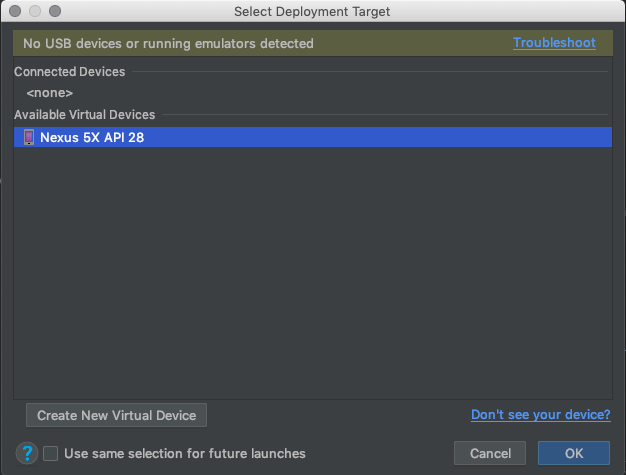 Select Deployment Target
No USB devices or running emulators detected Troubleshoot
Connected Devices
<none>
Available Virtual Devices
Nexus 5X API 28
Create New Virtual Device Don't see your device?
? Use same selection for future launches Cancel OK